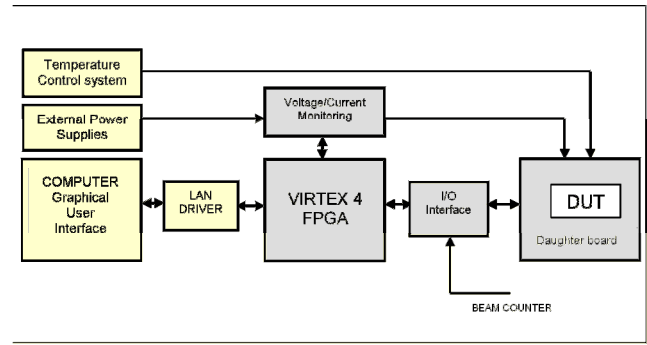 Temperature
Control system
External Power
Supplies
Voltage/Current
Monitoring
COMPUTER
Graphical
User
Interface
LAN
DRIVER
VIRTEX 4
FPGA
I/O
Interface
DUT
Daughter board
BEAM COUNTER